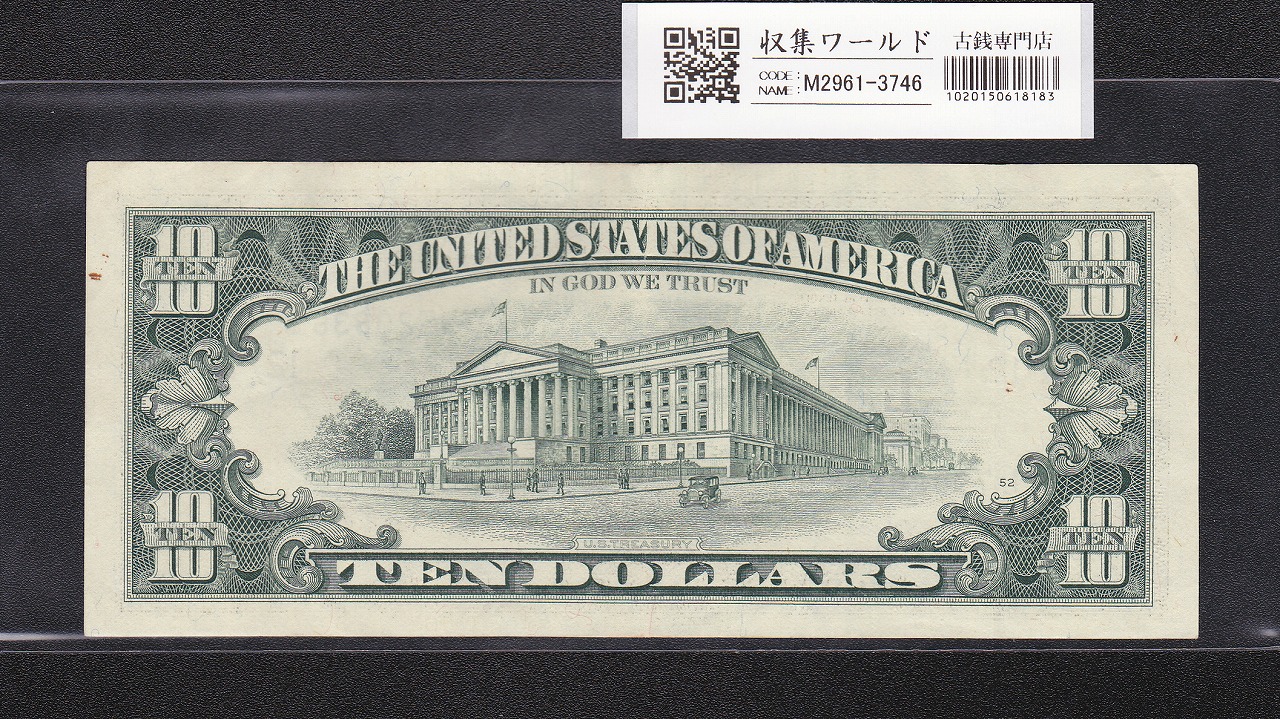 収集ワールド 古銭専門店
CODE:
NAME: M2961-3746
1020150618183
10 TEN 10
THE UNITED STATES OF AMERICA
10 TEN 10
IN GOD WE TRUST
52
10 TEN 10
U.S. TREASURY
10 TEN 10
TEN DOLLARS